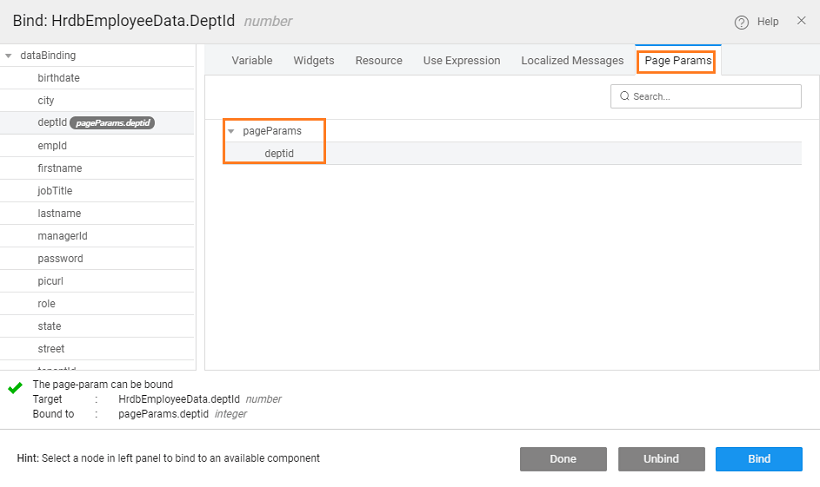 Bind: HrdbEmployeeData.DeptId number
Help
dataBinding
birthdate
city
deptId pageParams.deptid
empId
firstname
jobTitle
lastname
managerId
password
picurl
role
state
street
Variable Widgets Resource Use Expression Localized Messages Page Params
Search...
pageParams
deptid
The page-param can be bound
Target : HrdbEmployeeData.deptId number
Bound to : pageParams.deptid integer
Hint: Select a node in left panel to bind to an available component
Done Unbind Bind